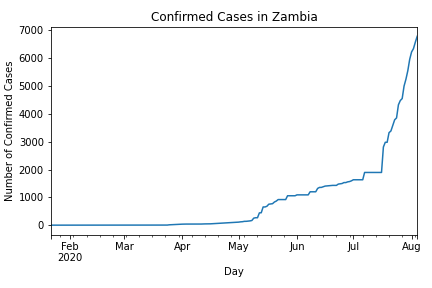 Confirmed Cases in Zambia
7000
6000
5000
4000
3000
2000
1000
0
Number of Confirmed Cases
Feb
2020
Mar
Apr
May
Jun
Jul
Aug
Day